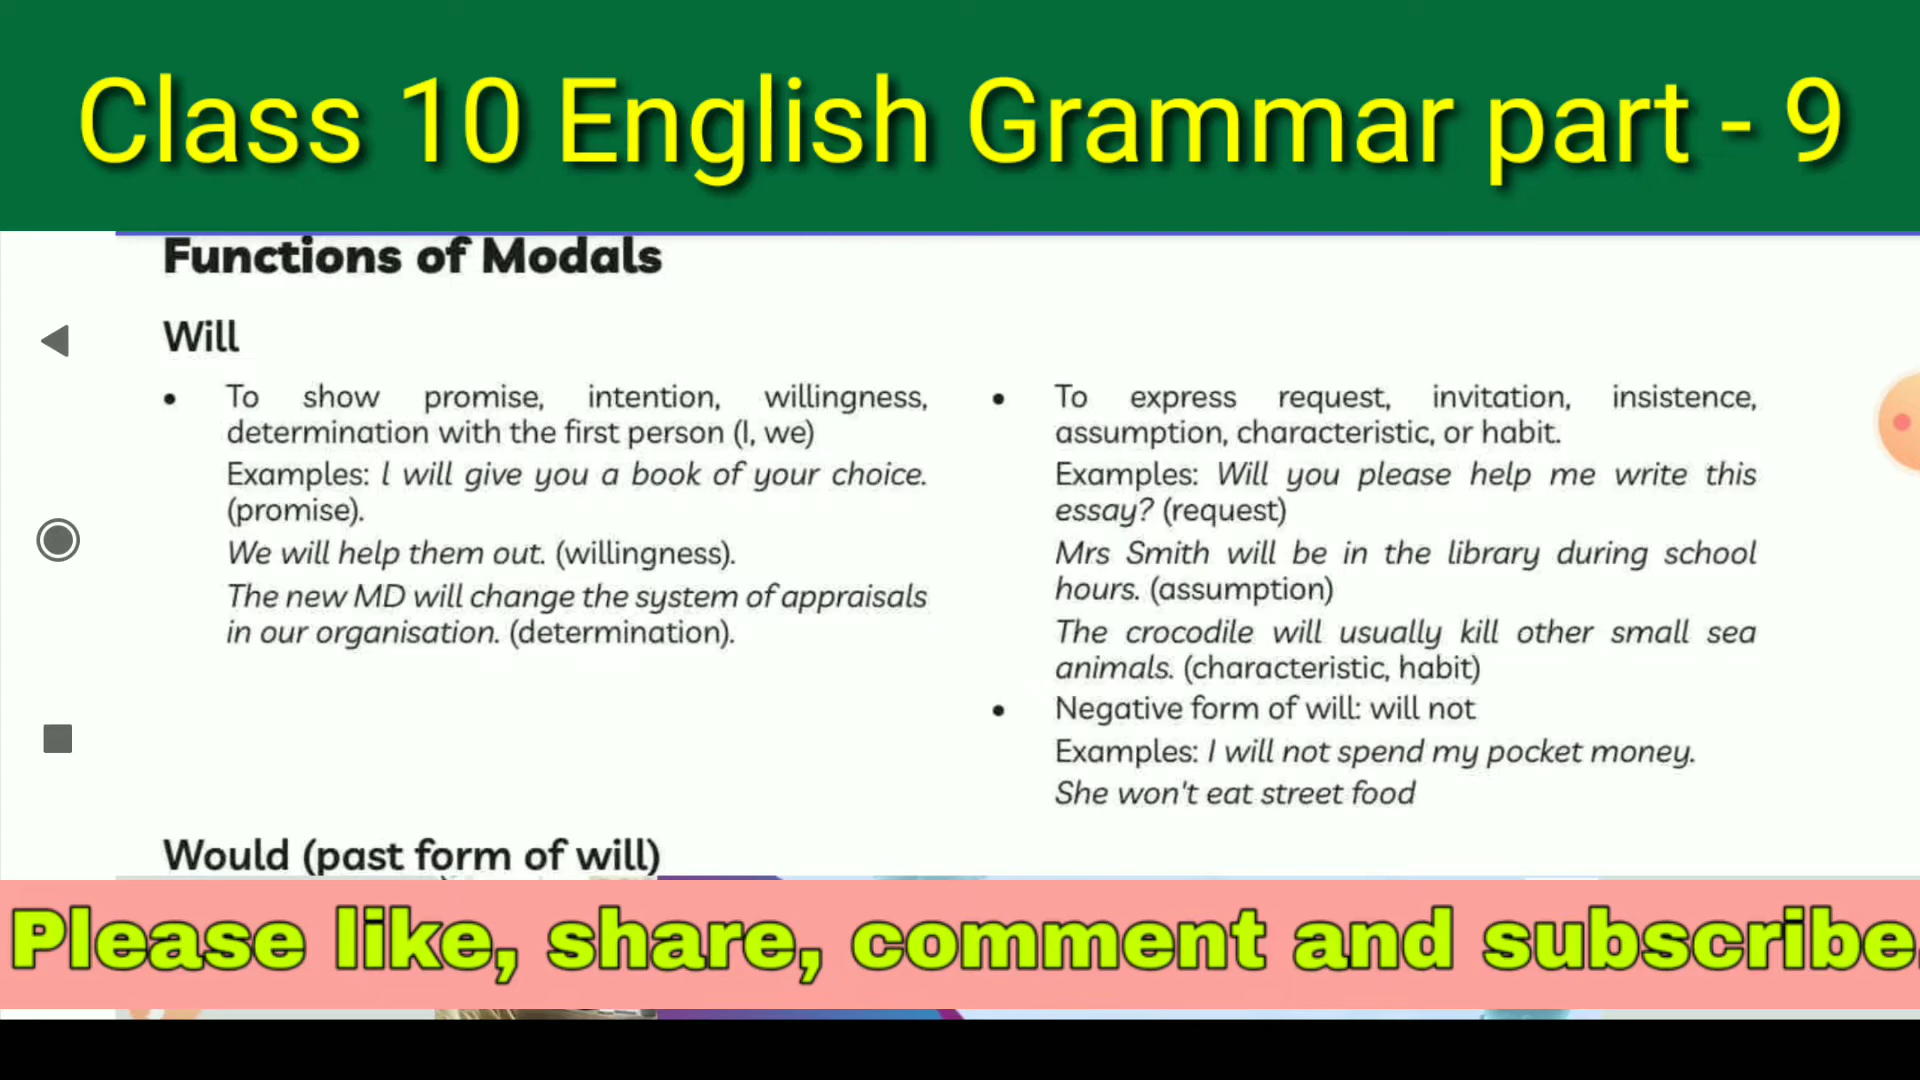 Class 10 English Grammar part - 9
Functions of Modals
Will
• To show promise, intention, willingness,
determination with the first person (I, we)
Examples: I will give you a book of your choice.
(promise).
We will help them out. (willingness).
The new MD will change the system of appraisals
in our organisation. (determination).
• To express request, invitation, insistence,
assumption, characteristic, or habit.
Examples: Will you please help me write this
essay? (request)
Mrs Smith will be in the library during school
hours. (assumption)
The crocodile will usually kill other small sea
animals. (characteristic, habit)
• Negative form of will: will not
Examples: I will not spend my pocket money.
She won't eat street food
Would (past form of will)
Please like, share, comment and subscribe.